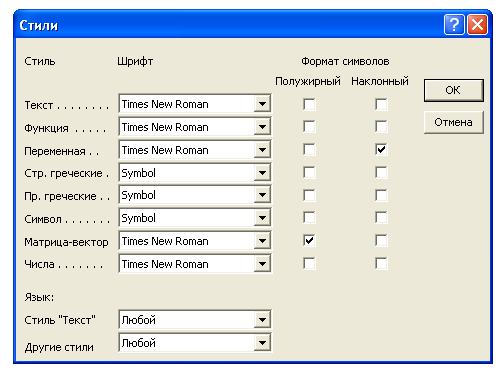 Стили
Стиль Шрифт Формат символов
Полужирный Наклонный
Текст . . . . . . . . Times New Roman
Функция . . . . . Times New Roman
Переменная . . Times New Roman
Стр. греческие . Symbol
Пр. греческие . . Symbol
Символ . . . . . . . Symbol
Матрица-вектор Times New Roman
Числа . . . . . . . Times New Roman
OK
Отмена
Язык:
Стиль "Текст" Любой
Другие стили Любой